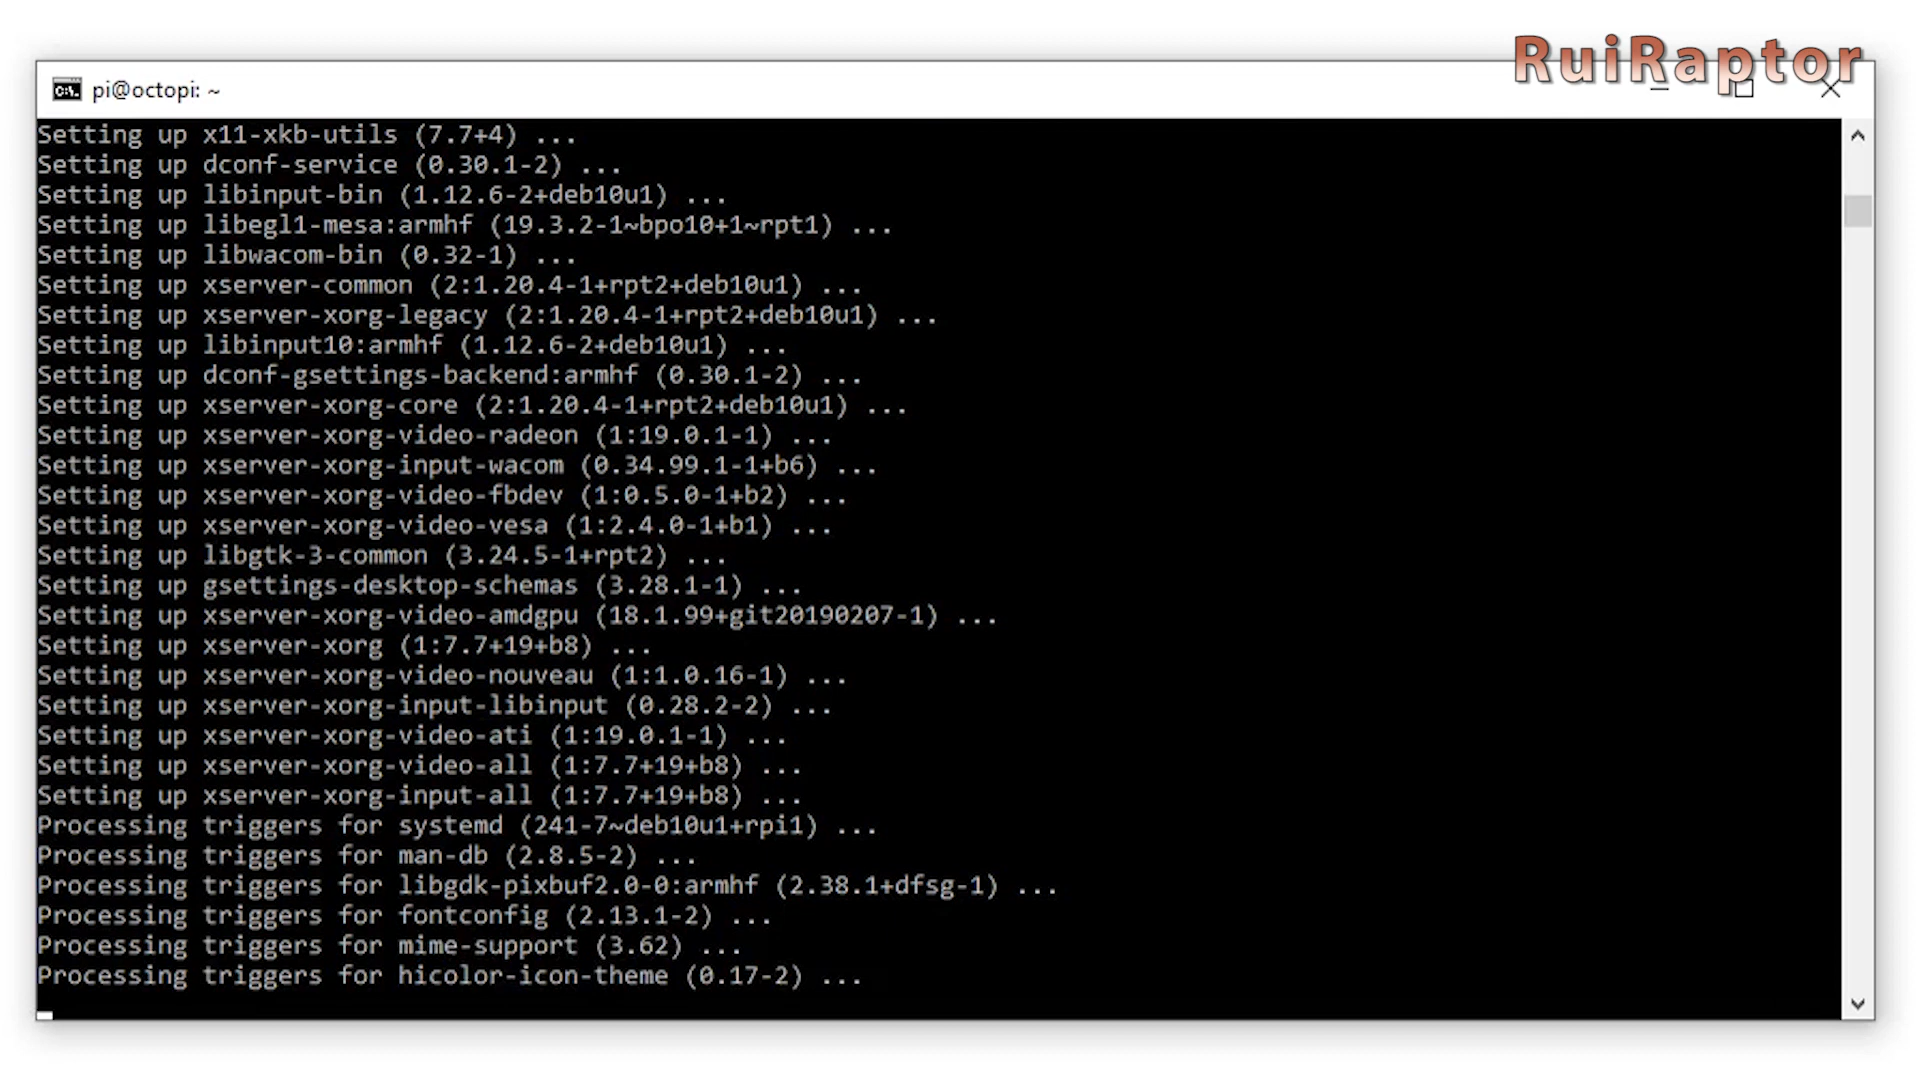 RuiRaptor
pi@octopi: ~
Setting up x11-xkb-utils (7.7+4) ...
Setting up dconf-service (0.30.1-2) ...
Setting up libinput-bin (1.12.6-2+deb10u1) ...
Setting up libegl1-mesa:armhf (19.3.2-1~bpo10+1~rpt1) ...
Setting up libwacom-bin (0.32-1) ...
Setting up xserver-common (2:1.20.4-1+rpt2+deb10u1) ...
Setting up xserver-xorg-legacy (2:1.20.4-1+rpt2+deb10u1) ...
Setting up libinput10:armhf (1.12.6-2+deb10u1) ...
Setting up dconf-gsettings-backend:armhf (0.30.1-2) ...
Setting up xserver-xorg-core (2:1.20.4-1+rpt2+deb10u1) ...
Setting up xserver-xorg-video-radeon (1:19.0.1-1) ...
Setting up xserver-xorg-input-wacom (0.34.99.1-1+b6) ...
Setting up xserver-xorg-video-fbdev (1:0.5.0-1+b2) ...
Setting up xserver-xorg-video-vesa (1:2.4.0-1+b1) ...
Setting up libgtk-3-common (3.24.5-1+rpt2) ...
Setting up gsettings-desktop-schemas (3.28.1-1) ...
Setting up xserver-xorg-video-amdgpu (18.1.99+git20190207-1) ...
Setting up xserver-xorg (1:7.7+19+b8) ...
Setting up xserver-xorg-video-nouveau (1:1.0.16-1) ...
Setting up xserver-xorg-input-libinput (0.28.2-2) ...
Setting up xserver-xorg-video-ati (1:19.0.1-1) ...
Setting up xserver-xorg-video-all (1:7.7+19+b8) ...
Setting up xserver-xorg-input-all (1:7.7+19+b8) ...
Processing triggers for systemd (241-7~deb10u1+rpi1) ...
Processing triggers for man-db (2.8.5-2) ...
Processing triggers for libgdk-pixbuf2.0-0:armhf (2.38.1+dfsg-1) ...
Processing triggers for fontconfig (2.13.1-2) ...
Processing triggers for mime-support (3.62) ...
Processing triggers for hicolor-icon-theme (0.17-2) ...